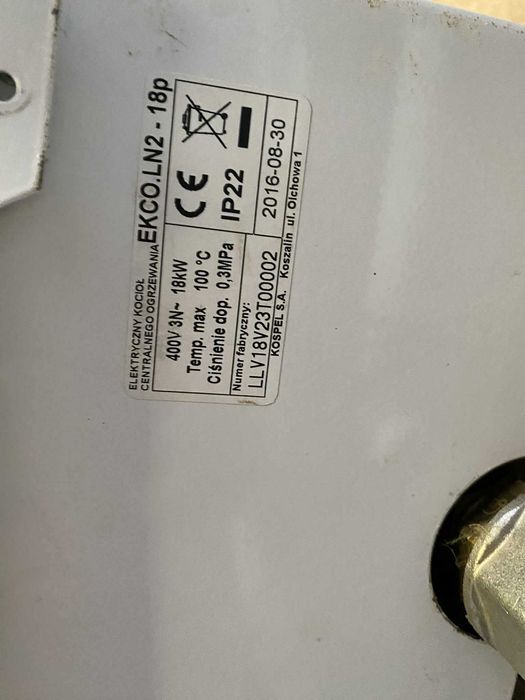 ELEKTRYCZNY KOCIOŁ
CENTRALNEGO OGRZEWANIA EKCO.LN2 - 18p
400V 3N~ 18kW
Temp. max 100 °C
Ciśnienie dop. 0,3MPa
CE
IP22
Numer fabryczny:
LLV18V23T00002
2016-08-30
KOSPEL S.A. Koszalin ul. Olchowa 1